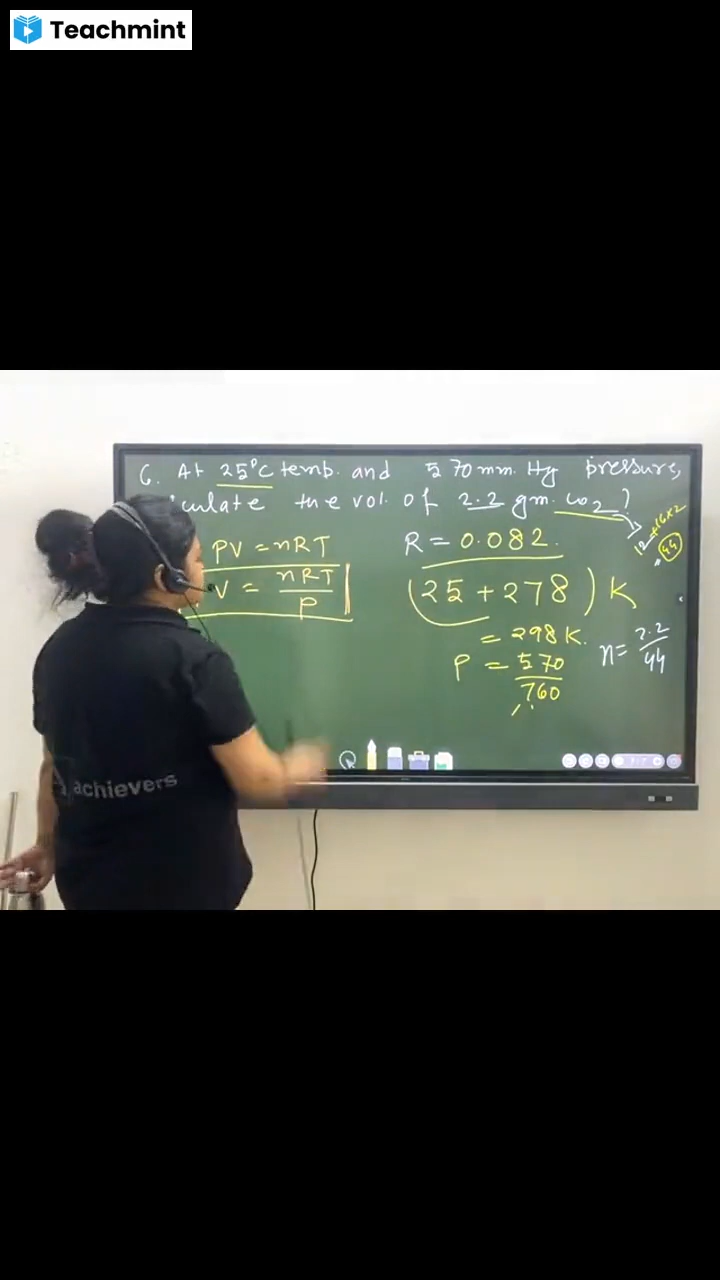 Teachmint
6. At 25°C temp. and 570 mm. Hg pressure,
culate the vol. of 2.2 gm. CO2?
12 + 16 x 2
44
PV = nRT
R = 0.082.
V = nRT/P
(25 + 278) K
= 298 K.
P = 570/760
n = 2.2/44
achievers